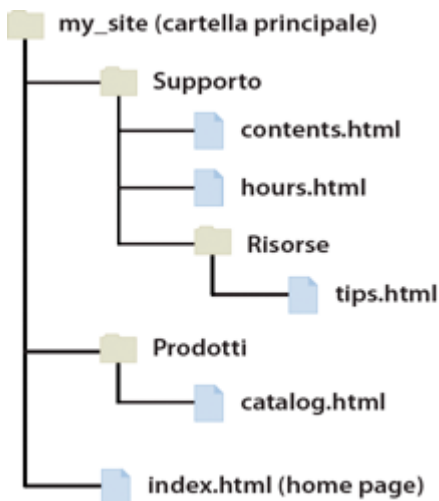 my_site (cartella principale)
Supporto
contents.html
hours.html
Risorse
tips.html
Prodotti
catalog.html
index.html (home page)